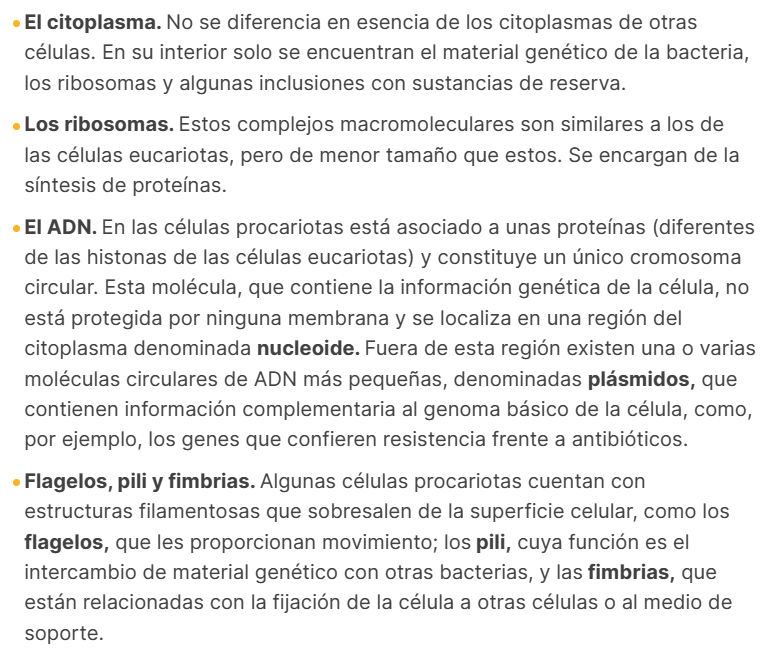 • El citoplasma. No se diferencia en esencia de los citoplasmas de otras
células. En su interior solo se encuentran el material genético de la bacteria,
los ribosomas y algunas inclusiones con sustancias de reserva.
• Los ribosomas. Estos complejos macromoleculares son similares a los de
las células eucariotas, pero de menor tamaño que estos. Se encargan de la
síntesis de proteínas.
• El ADN. En las células procariotas está asociado a unas proteínas (diferentes
de las histonas de las células eucariotas) y constituye un único cromosoma
circular. Esta molécula, que contiene la información genética de la célula, no
está protegida por ninguna membrana y se localiza en una región del
citoplasma denominada nucleoide. Fuera de esta región existen una o varias
moléculas circulares de ADN más pequeñas, denominadas plásmidos, que
contienen información complementaria al genoma básico de la célula, como,
por ejemplo, los genes que confieren resistencia frente a antibióticos.
• Flagelos, pili y fimbrias. Algunas células procariotas cuentan con
estructuras filamentosas que sobresalen de la superficie celular, como los
flagelos, que les proporcionan movimiento; los pili, cuya función es el
intercambio de material genético con otras bacterias, y las fimbrias, que
están relacionadas con la fijación de la célula a otras células o al medio de
soporte.